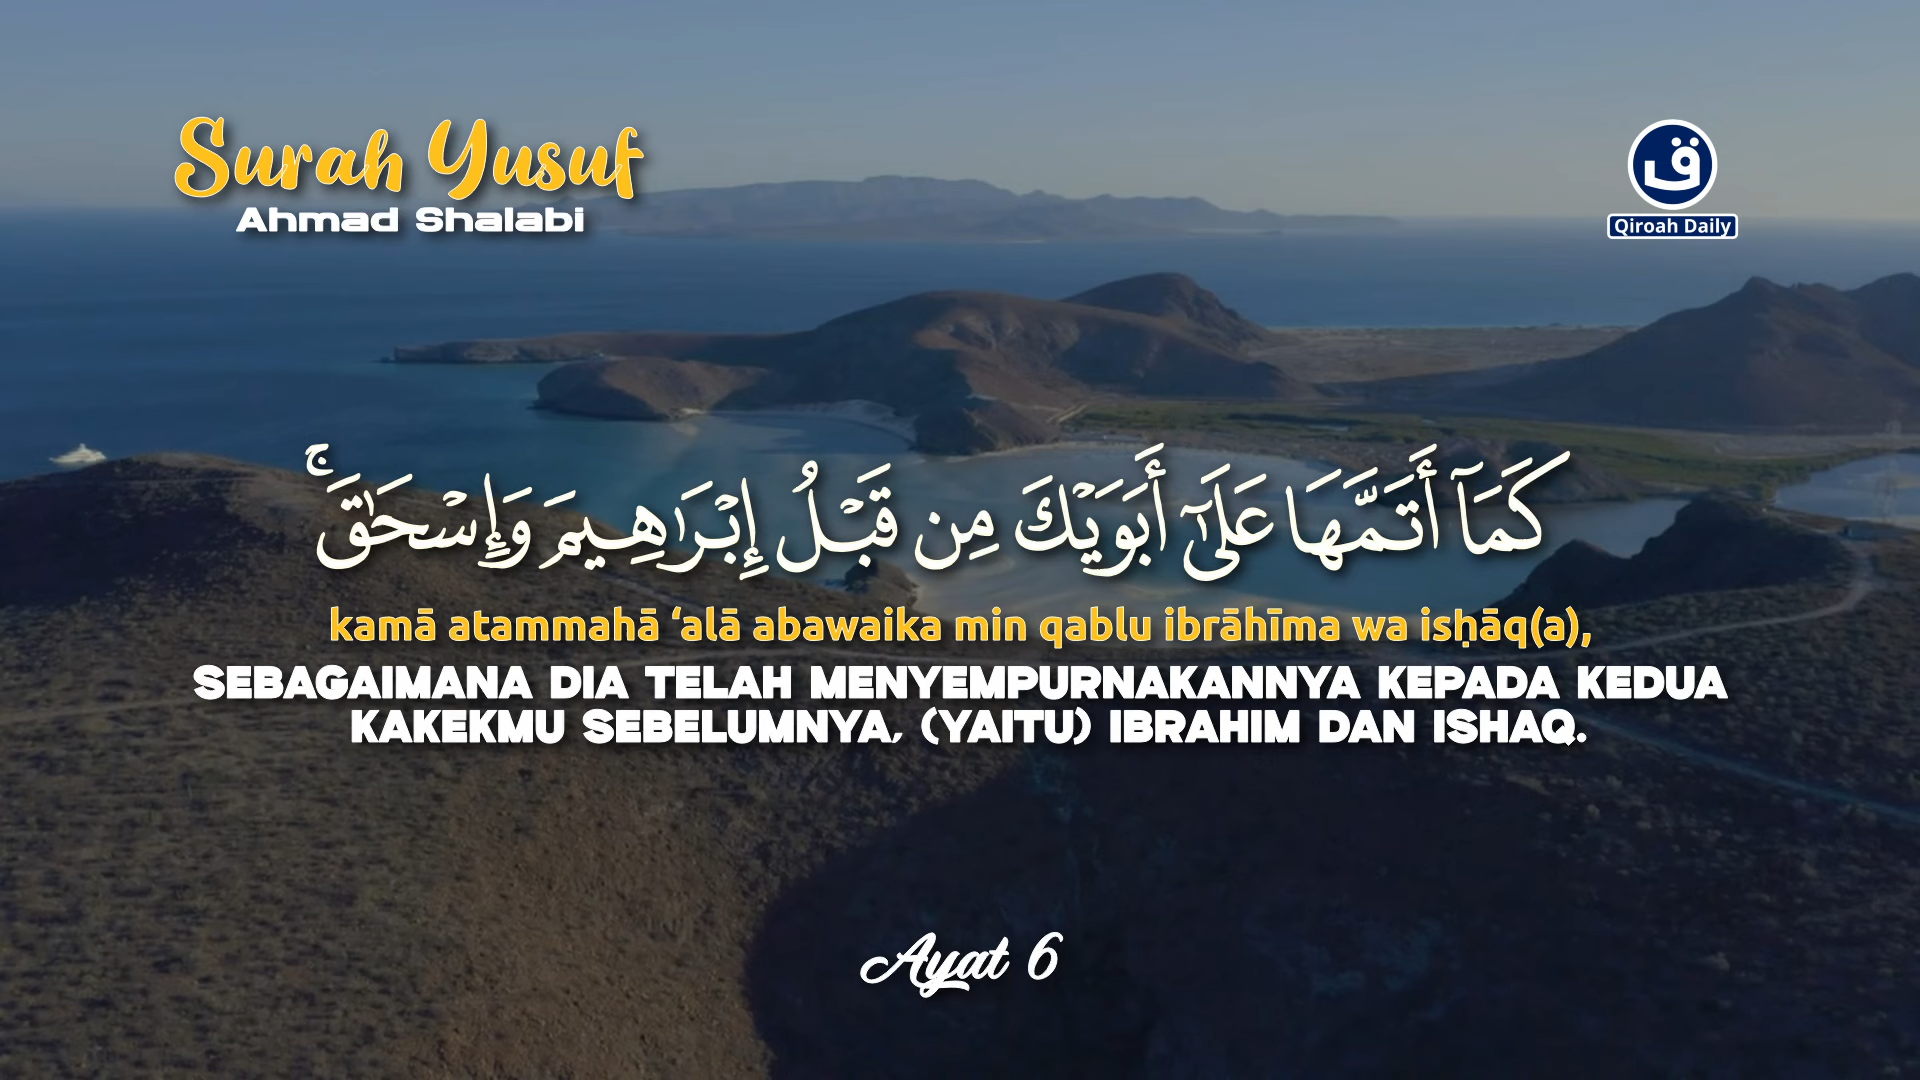 Surah Yusuf
Ahmad Shalabi
ق
Qiroah Daily
كَمَآ أَتَمَّهَا عَلَىٰٓ أَبَوَيْكَ مِن قَبْلُ إِبْرَٰهِيمَ وَإِسْحَٰقَ ۚ
kamā atammahā ‘alā abawaika min qablu ibrāhīma wa isḥāq(a),
SEBAGAIMANA DIA TELAH MENYEMPURNAKANNYA KEPADA KEDUA
KAKEKMU SEBELUMNYA, (YAITU) IBRAHIM DAN ISHAQ.
Ayat 6